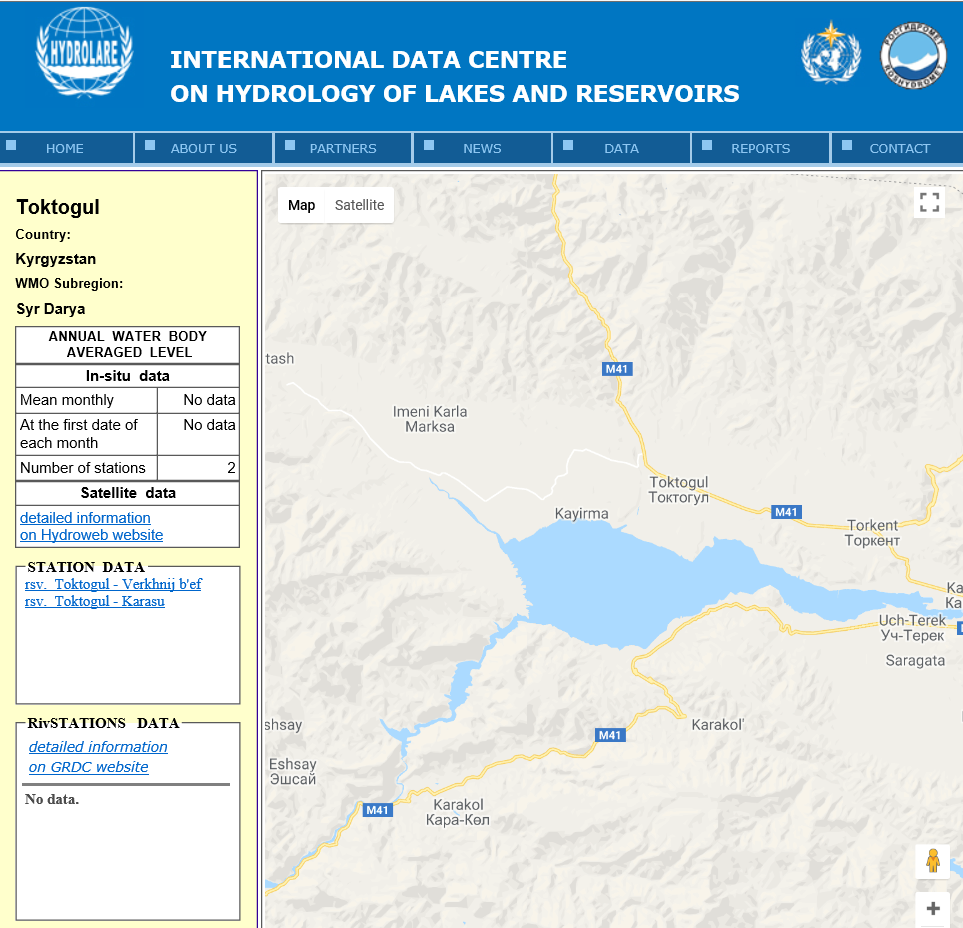 HYDROLARE
INTERNATIONAL DATA CENTRE
ON HYDROLOGY OF LAKES AND RESERVOIRS
РОСГИДРОМЕТ
ROSHYDROMET
HOME
ABOUT US
PARTNERS
NEWS
DATA
REPORTS
CONTACT
Toktogul
Country:
Kyrgyzstan
WMO Subregion:
Syr Darya
ANNUAL WATER BODY
AVERAGED LEVEL
In-situ data
Mean monthly No data
At the first date of No data
each month
Number of stations 2
Satellite data
detailed information
on Hydroweb website
STATION DATA
rsv. Toktogul - Verkhnij b'ef
rsv. Toktogul - Karasu
RivSTATIONS DATA
detailed information
on GRDC website
No data.
Map Satellite
tash
M41
Imeni Karla
Marksa
Toktogul
Токтогул
Kayirma
M41
Torkent
Торкент
Ka
Ka
Uch-Terek
Уч-Терек
Saragata
shsay
Karakol'
M41
Eshsay
Эшсай
M41
Karakol
Кара-Көл